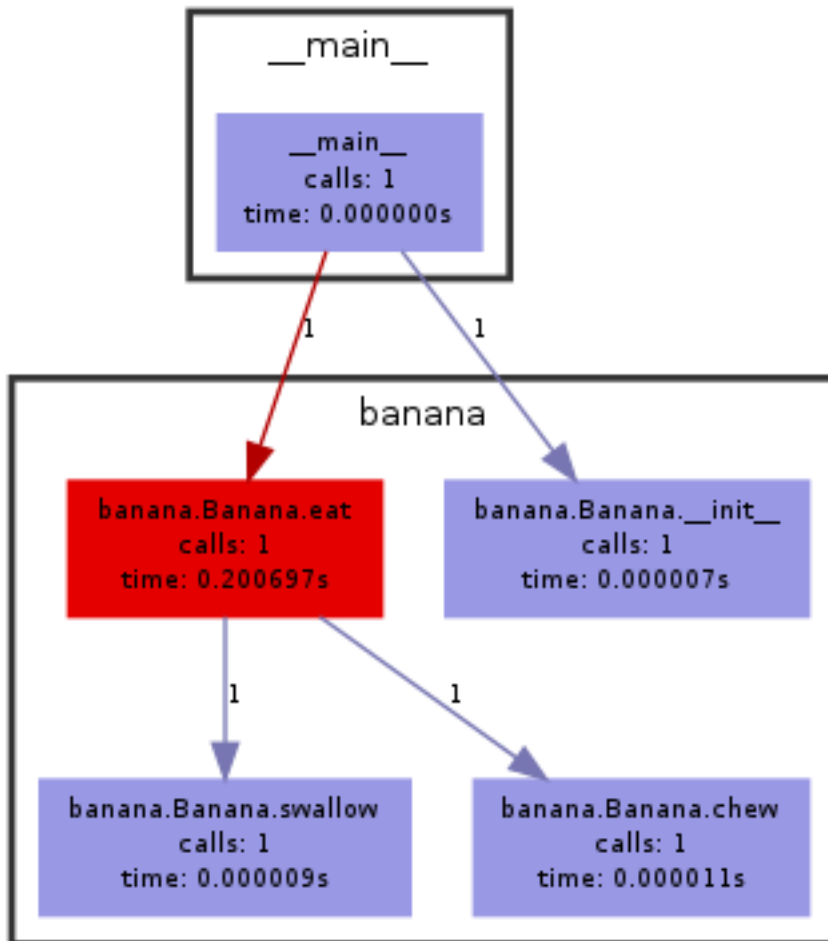 __main__
__main__
calls: 1
time: 0.000000s
1
1
banana
banana.Banana.eat
calls: 1
time: 0.200697s
banana.Banana.__init__
calls: 1
time: 0.000007s
1
1
banana.Banana.swallow
calls: 1
time: 0.000009s
banana.Banana.chew
calls: 1
time: 0.000011s